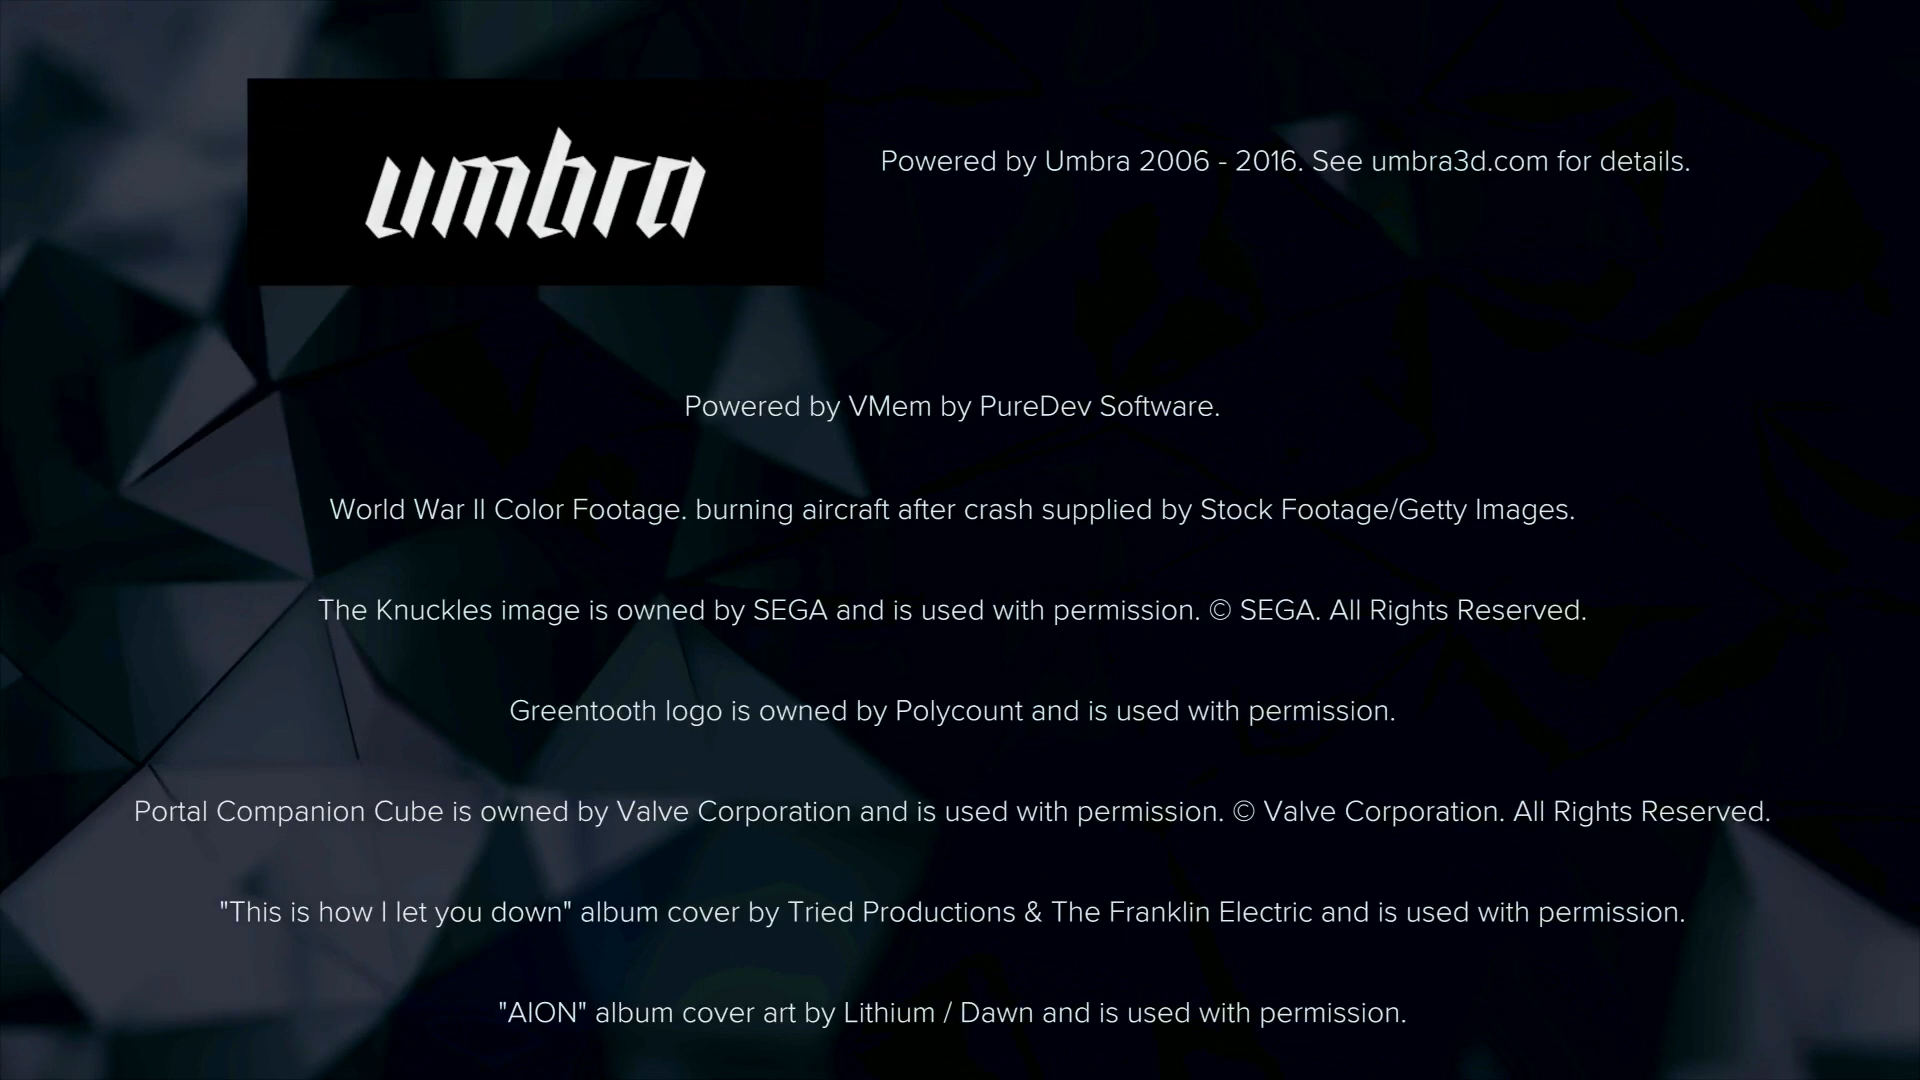 umbra
Powered by Umbra 2006 - 2016. See umbra3d.com for details.
Powered by VMem by PureDev Software.
World War II Color Footage. burning aircraft after crash supplied by Stock Footage/Getty Images.
The Knuckles image is owned by SEGA and is used with permission. © SEGA. All Rights Reserved.
Greentooth logo is owned by Polycount and is used with permission.
Portal Companion Cube is owned by Valve Corporation and is used with permission. © Valve Corporation. All Rights Reserved.
"This is how I let you down" album cover by Tried Productions & The Franklin Electric and is used with permission.
"AION" album cover art by Lithium / Dawn and is used with permission.